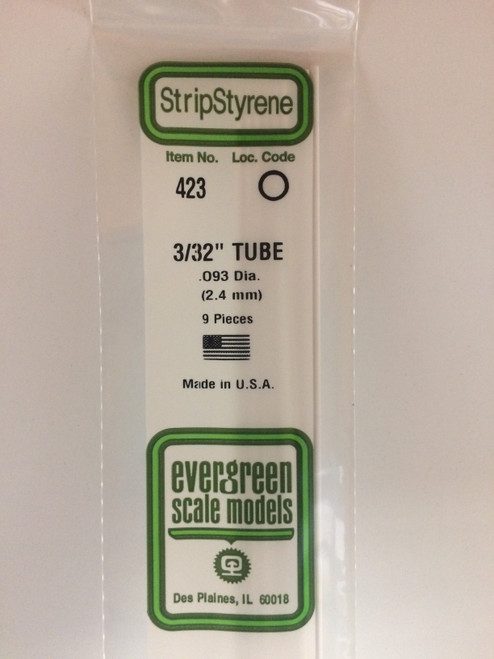 StripStyrene
Item No. Loc. Code
423 O
3/32" TUBE
.093 Dia.
(2.4 mm)
9 Pieces
Made in U.S.A.
evergreen
scale models
Des Plaines, IL 60018